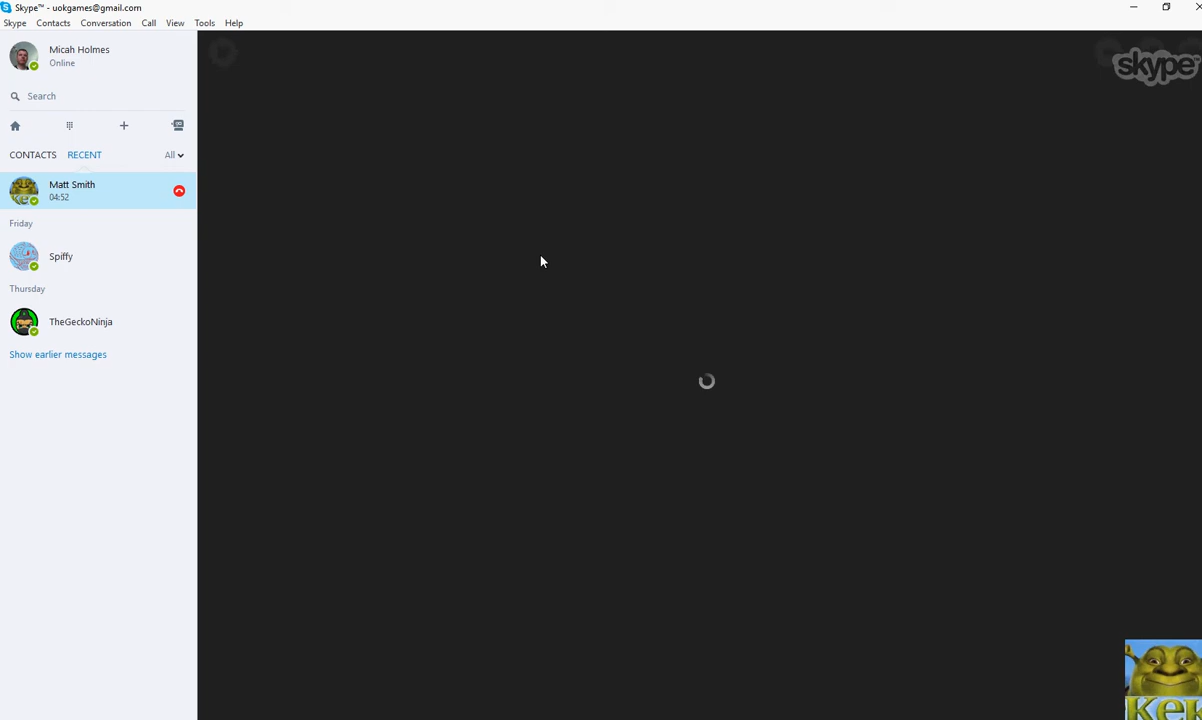 Skype™ - uokgames@gmail.com
Skype Contacts Conversation Call View Tools Help
Micah Holmes
Online
skype
Search
CONTACTS RECENT All
Matt Smith
04:52
Friday
Spiffy
Thursday
TheGeckoNinja
Show earlier messages